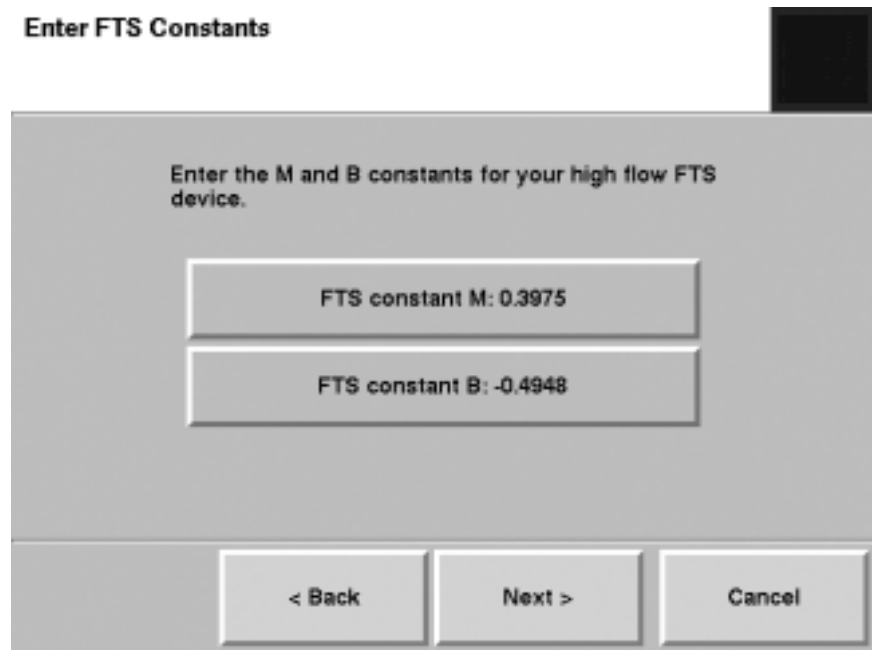 Enter FTS Constants
Enter the M and B constants for your high flow FTS
device.
FTS constant M: 0.3975
FTS constant B: -0.4948
< Back
Next >
Cancel